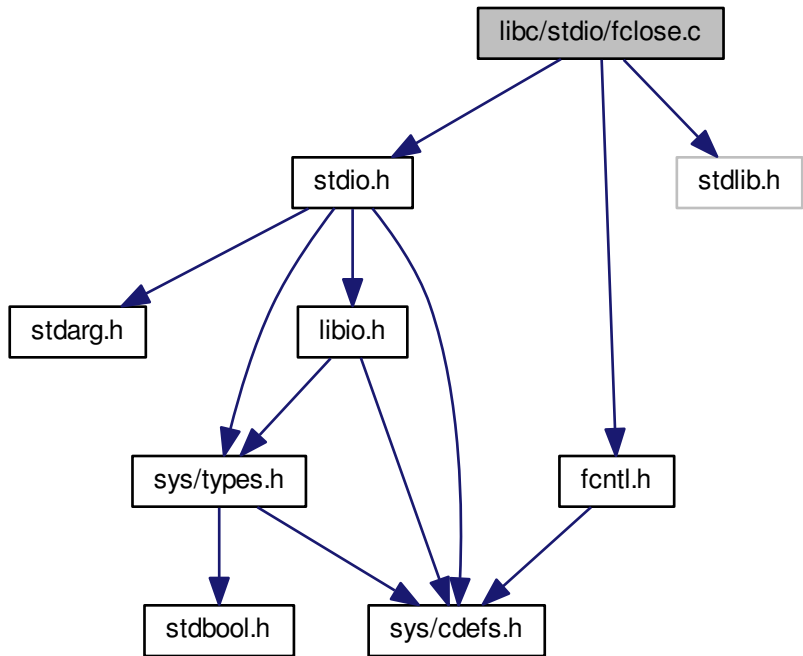 libc/stdio/fclose.c
stdio.h
stdlib.h
stdarg.h
libio.h
sys/types.h
fcntl.h
stdbool.h
sys/cdefs.h